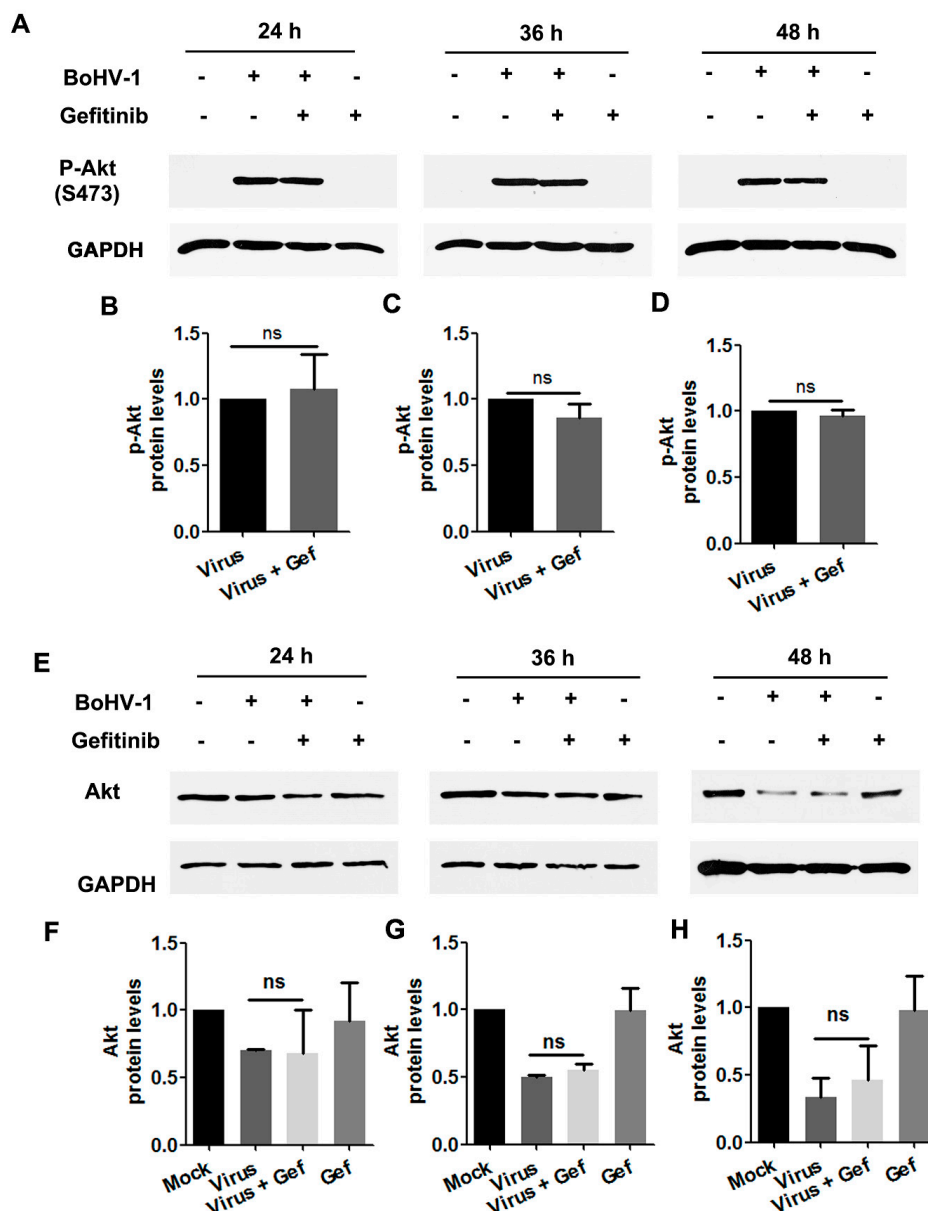 A
24 h 36 h 48 h
BoHV-1 - + + - - + + - - + + -
Gefitinib - - + + - - + + - - + +
P-Akt
(S473)
GAPDH
B
p-Akt
protein levels
1.5
1.0
0.5
0.0
ns
Virus
Virus + Gef
C
p-Akt
protein levels
1.5
1.0
0.5
0.0
ns
Virus
Virus + Gef
D
p-Akt
protein levels
1.5
1.0
0.5
0.0
ns
Virus
Virus + Gef
E
24 h 36 h 48 h
BoHV-1 - + + - - + + - - + + -
Gefitinib - - + + - - + + - - + +
Akt
GAPDH
F
Akt
protein levels
1.5
1.0
0.5
0.0
ns
Mock
Virus
Virus + Gef
Gef
G
Akt
protein levels
1.5
1.0
0.5
0.0
ns
Mock
Virus
Virus + Gef
Gef
H
Akt
protein levels
1.5
1.0
0.5
0.0
ns
Mock
Virus
Virus + Gef
Gef